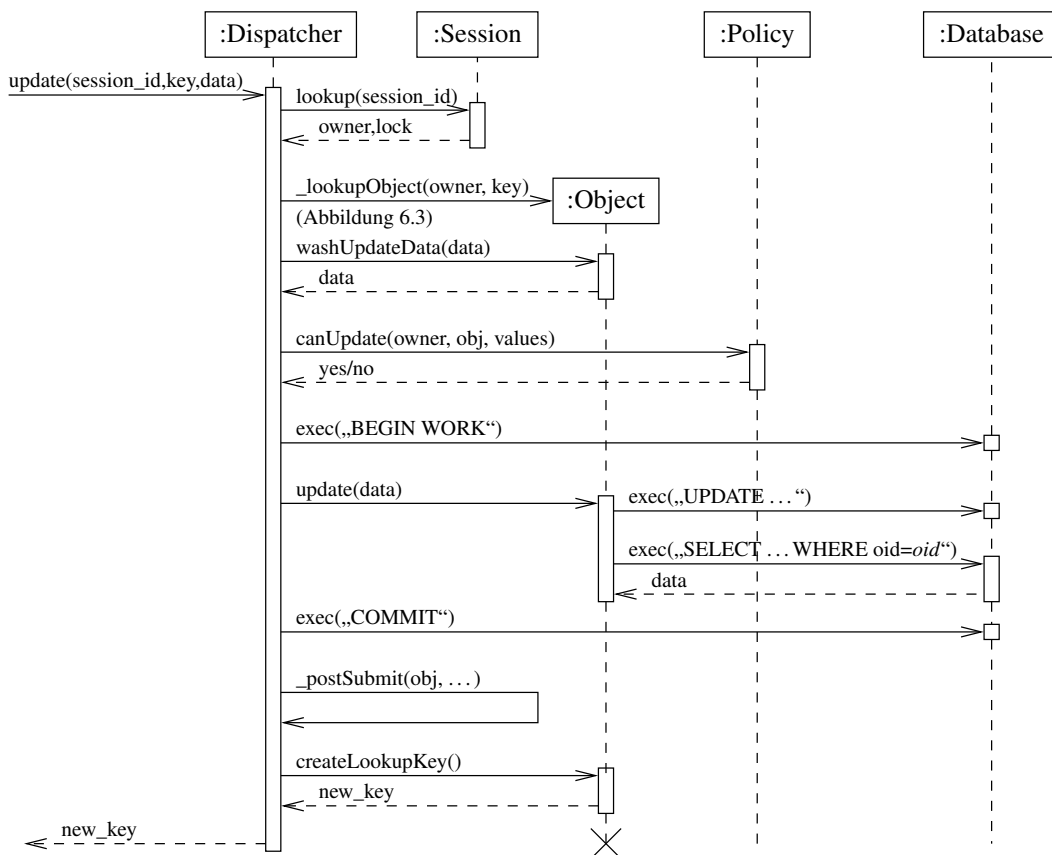 :Dispatcher
:Session
:Policy
:Database
update(session_id,key,data)
lookup(session_id)
owner,lock
_lookupObject(owner, key)
:Object
(Abbildung 6.3)
washUpdateData(data)
data
canUpdate(owner, obj, values)
yes/no
exec(„BEGIN WORK“)
update(data)
exec(„UPDATE . . . “)
exec(„SELECT . . . WHERE oid=oid“)
data
exec(„COMMIT“)
_postSubmit(obj, . . . )
createLookupKey()
new_key
new_key